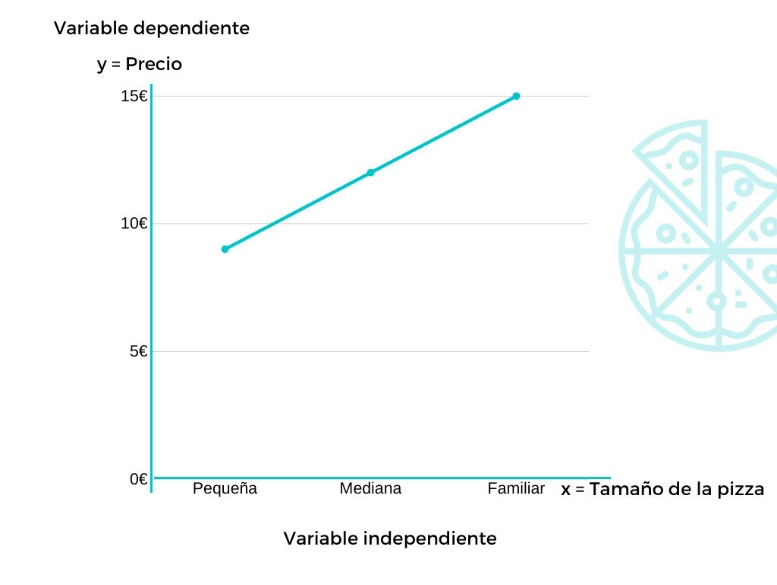 Variable dependiente
y = Precio
15€
10€
5€
0€
Pequeña Mediana Familiar x = Tamaño de la pizza
Variable independiente